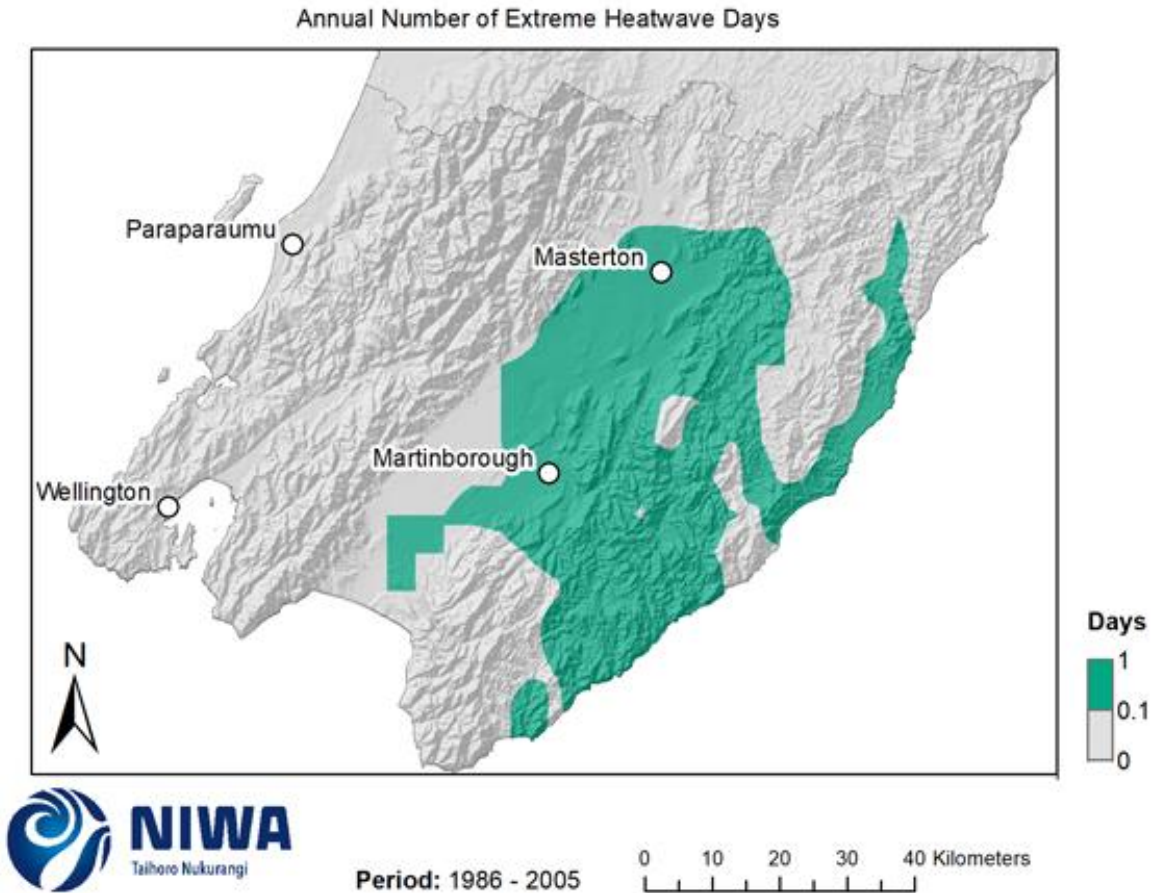 Annual Number of Extreme Heatwave Days
Paraparaumu
Masterton
Martinborough
Wellington
N
Days
1
0.1
0
NIWA
Taihoro Nukurangi
Period: 1986 - 2005
0 10 20 30 40 Kilometers